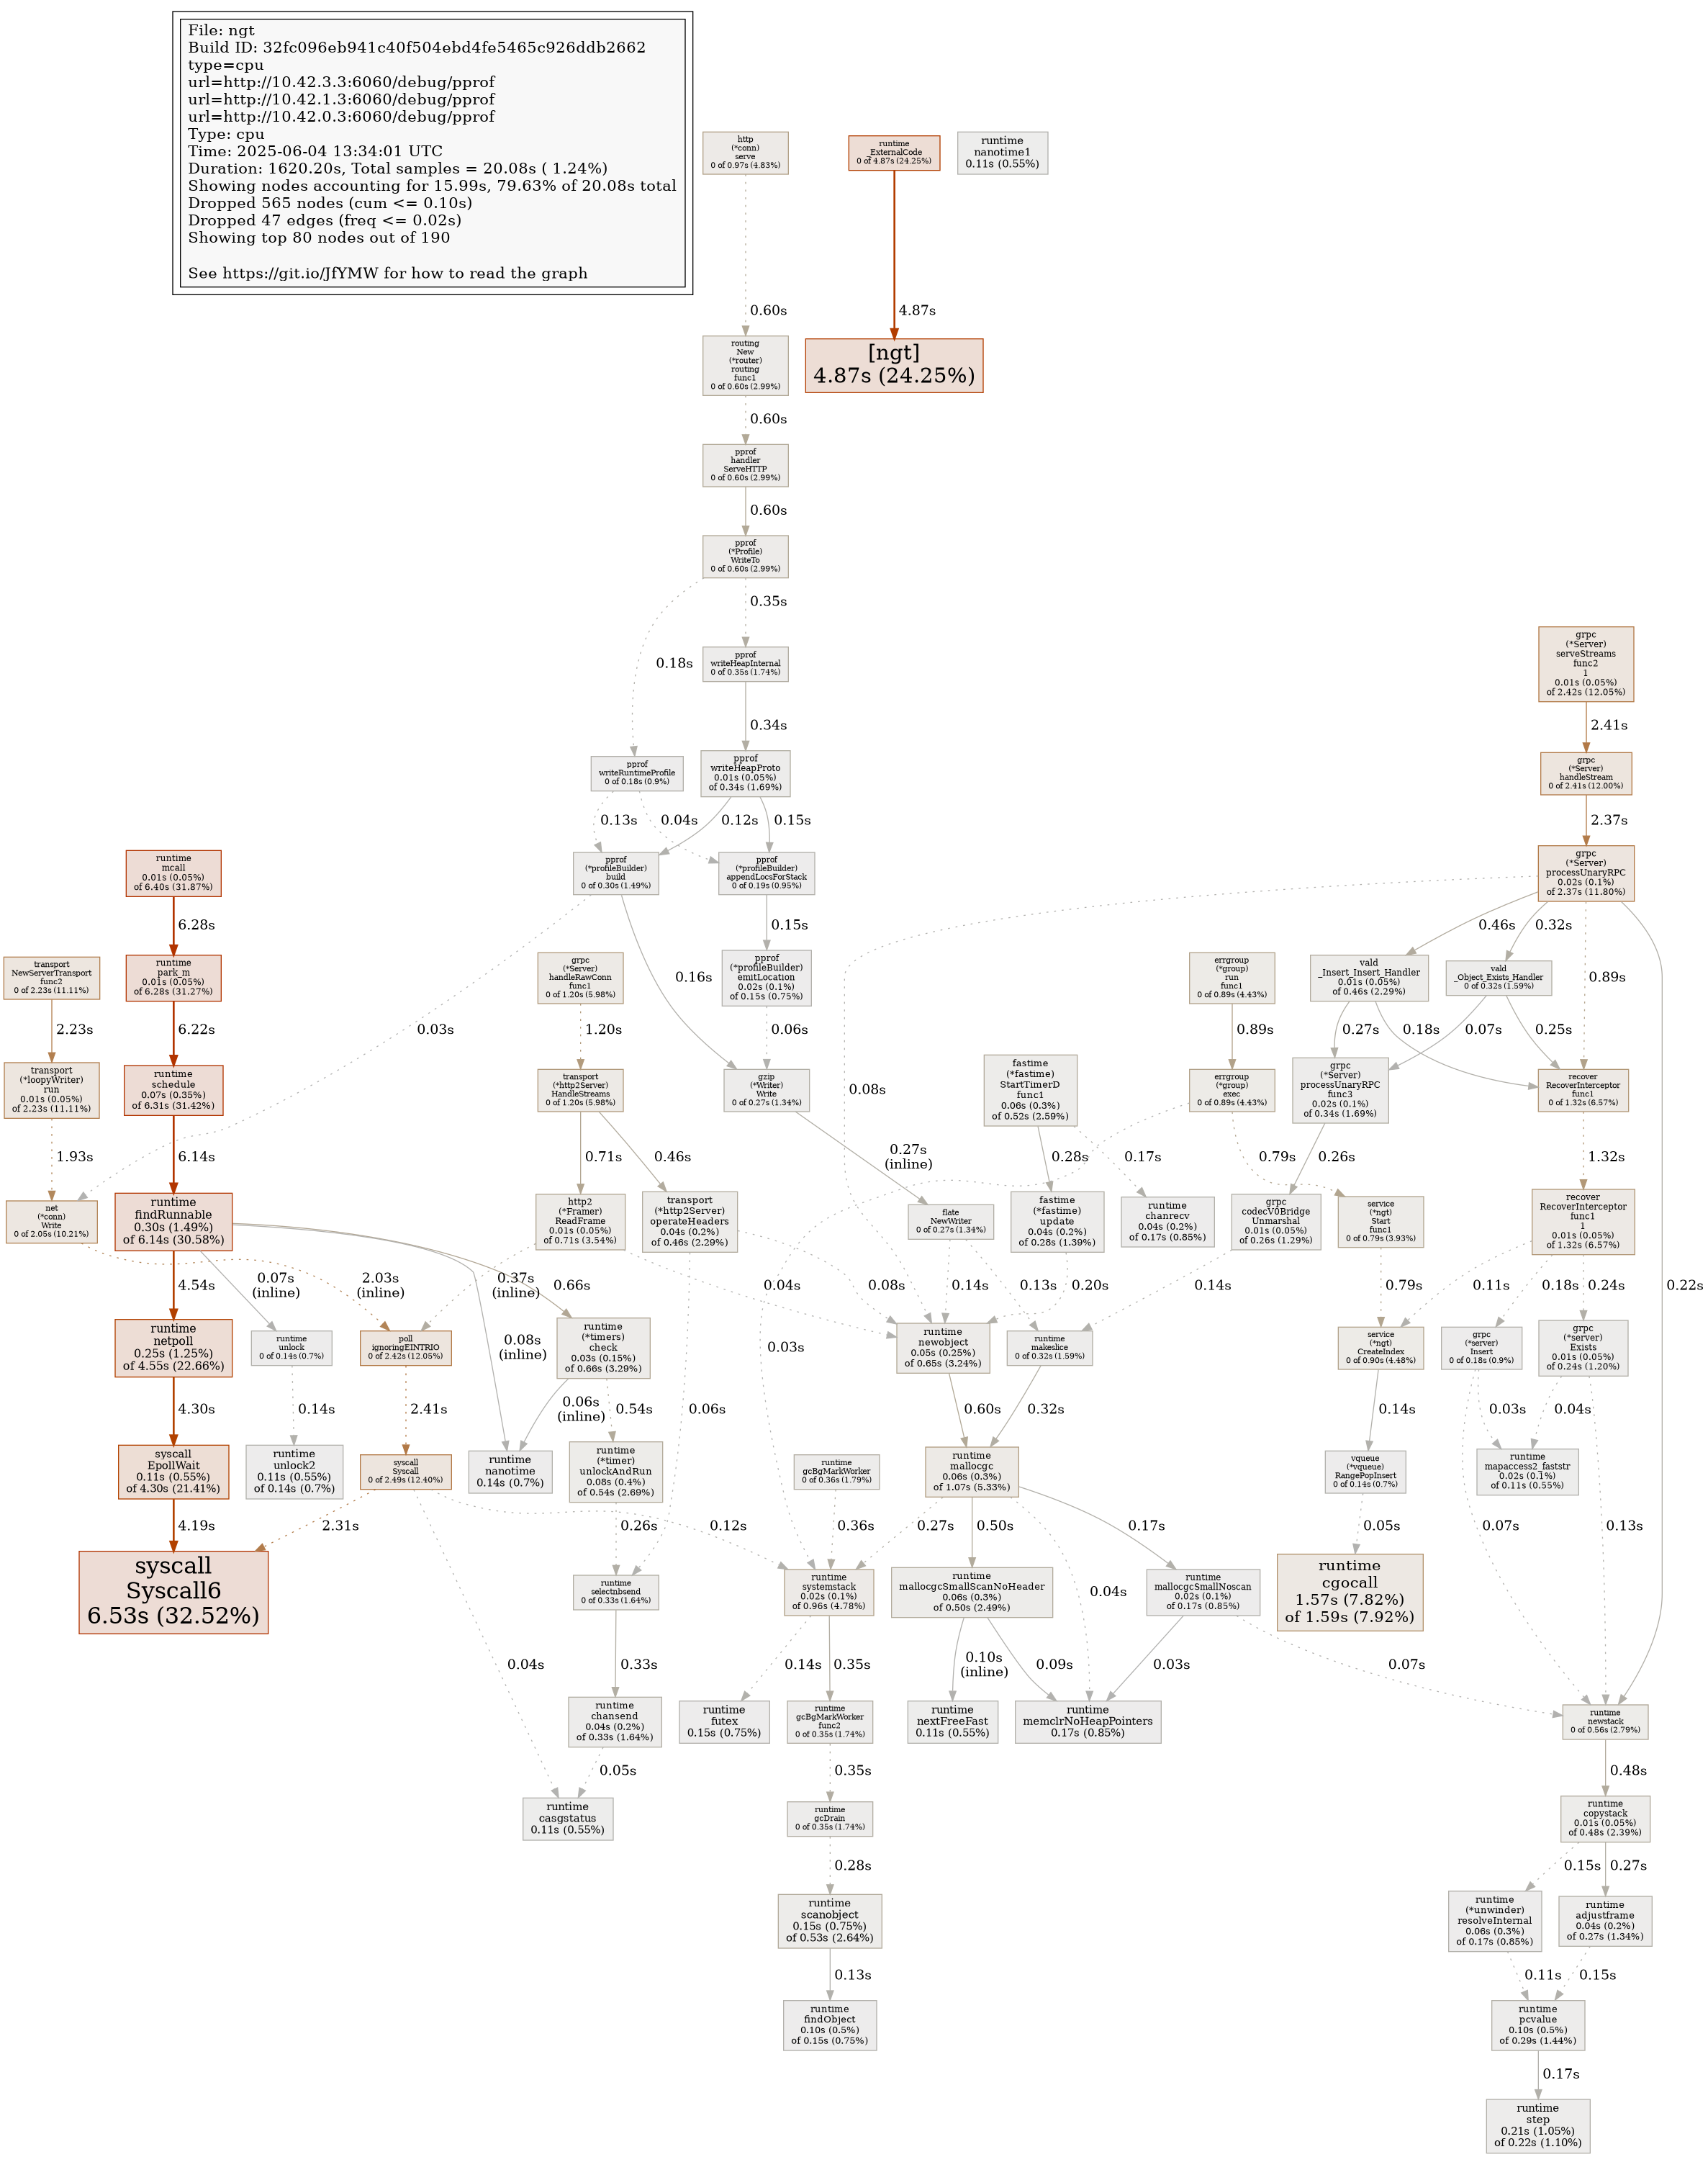 File: ngt
Build ID: 32fc096eb941c40f504ebd4fe5465c926ddb2662
type=cpu
url=http://10.42.3.3:6060/debug/pprof
url=http://10.42.1.3:6060/debug/pprof
url=http://10.42.0.3:6060/debug/pprof
Type: cpu
Time: 2025-06-04 13:34:01 UTC
Duration: 1620.20s, Total samples = 20.08s ( 1.24%)
Showing nodes accounting for 15.99s, 79.63% of 20.08s total
Dropped 565 nodes (cum <= 0.10s)
Dropped 47 edges (freq <= 0.02s)
Showing top 80 nodes out of 190
See https://git.io/JfYMW for how to read the graph
http
(*conn)
serve
0 of 0.97s (4.83%)
runtime
_ExternalCode
0 of 4.87s (24.25%)
runtime
nanotime1
0.11s (0.55%)
0.60s
4.87s
routing
New
(*router)
routing
func1
0 of 0.60s (2.99%)
[ngt]
4.87s (24.25%)
0.60s
pprof
handler
ServeHTTP
0 of 0.60s (2.99%)
0.60s
pprof
(*Profile)
WriteTo
0 of 0.60s (2.99%)
0.35s
0.18s
pprof
writeHeapInternal
0 of 0.35s (1.74%)
grpc
(*Server)
serveStreams
func2
1
0.01s (0.05%)
of 2.42s (12.05%)
0.34s
2.41s
pprof
writeRuntimeProfile
0 of 0.18s (0.9%)
pprof
writeHeapProto
0.01s (0.05%)
of 0.34s (1.69%)
grpc
(*Server)
handleStream
0 of 2.41s (12.00%)
0.13s
0.04s
0.12s
0.15s
2.37s
runtime
mcall
0.01s (0.05%)
of 6.40s (31.87%)
pprof
(*profileBuilder)
build
0 of 0.30s (1.49%)
pprof
(*profileBuilder)
appendLocsForStack
0 of 0.19s (0.95%)
grpc
(*Server)
processUnaryRPC
0.02s (0.1%)
of 2.37s (11.80%)
6.28s
0.15s
0.46s
0.32s
transport
NewServerTransport
func2
0 of 2.23s (11.11%)
runtime
park_m
0.01s (0.05%)
of 6.28s (31.27%)
grpc
(*Server)
handleRawConn
func1
0 of 1.20s (5.98%)
0.16s
pprof
(*profileBuilder)
emitLocation
0.02s (0.1%)
of 0.15s (0.75%)
errgroup
(*group)
run
func1
0 of 0.89s (4.43%)
vald
_Insert_Insert_Handler
0.01s (0.05%)
of 0.46s (2.29%)
vald
_Object_Exists_Handler
0 of 0.32s (1.59%)
0.89s
2.23s
6.22s
0.03s
1.20s
0.06s
0.89s
0.27s
0.18s
0.07s
0.25s
transport
(*loopyWriter)
run
0.01s (0.05%)
of 2.23s (11.11%)
runtime
schedule
0.07s (0.35%)
of 6.31s (31.42%)
transport
(*http2Server)
HandleStreams
0 of 1.20s (5.98%)
gzip
(*Writer)
Write
0 of 0.27s (1.34%)
0.08s
fastime
(*fastime)
StartTimerD
func1
0.06s (0.3%)
of 0.52s (2.59%)
errgroup
(*group)
exec
0 of 0.89s (4.43%)
grpc
(*Server)
processUnaryRPC
func3
0.02s (0.1%)
of 0.34s (1.69%)
recover
RecoverInterceptor
func1
0 of 1.32s (6.57%)
1.93s
6.14s
0.71s
0.46s
0.27s
(inline)
0.28s
0.17s
0.79s
0.26s
1.32s
net
(*conn)
Write
0 of 2.05s (10.21%)
runtime
findRunnable
0.30s (1.49%)
of 6.14s (30.58%)
http2
(*Framer)
ReadFrame
0.01s (0.05%)
of 0.71s (3.54%)
transport
(*http2Server)
operateHeaders
0.04s (0.2%)
of 0.46s (2.29%)
flate
NewWriter
0 of 0.27s (1.34%)
fastime
(*fastime)
update
0.04s (0.2%)
of 0.28s (1.39%)
runtime
chanrecv
0.04s (0.2%)
of 0.17s (0.85%)
grpc
codecV0Bridge
Unmarshal
0.01s (0.05%)
of 0.26s (1.29%)
service
(*ngt)
Start
func1
0 of 0.79s (3.93%)
recover
RecoverInterceptor
func1
1
0.01s (0.05%)
of 1.32s (6.57%)
4.54s
0.07s
(inline)
2.03s
(inline)
0.37s
(inline)
0.66s
0.04s
0.08s
0.14s
0.13s
0.20s
0.14s
0.79s
0.11s
0.18s
0.24s
0.22s
runtime
netpoll
0.25s (1.25%)
of 4.55s (22.66%)
runtime
unlock
0 of 0.14s (0.7%)
poll
ignoringEINTRIO
0 of 2.42s (12.05%)
0.08s
(inline)
runtime
(*timers)
check
0.03s (0.15%)
of 0.66s (3.29%)
0.03s
runtime
newobject
0.05s (0.25%)
of 0.65s (3.24%)
runtime
makeslice
0 of 0.32s (1.59%)
service
(*ngt)
CreateIndex
0 of 0.90s (4.48%)
grpc
(*server)
Insert
0 of 0.18s (0.9%)
grpc
(*server)
Exists
0.01s (0.05%)
of 0.24s (1.20%)
4.30s
0.14s
2.41s
0.06s
(inline)
0.54s
0.06s
0.60s
0.32s
0.14s
0.03s
0.04s
syscall
EpollWait
0.11s (0.55%)
of 4.30s (21.41%)
runtime
unlock2
0.11s (0.55%)
of 0.14s (0.7%)
syscall
Syscall
0 of 2.49s (12.40%)
runtime
nanotime
0.14s (0.7%)
runtime
(*timer)
unlockAndRun
0.08s (0.4%)
of 0.54s (2.69%)
runtime
gcBgMarkWorker
0 of 0.36s (1.79%)
runtime
mallocgc
0.06s (0.3%)
of 1.07s (5.33%)
vqueue
(*vqueue)
RangePopInsert
0 of 0.14s (0.7%)
runtime
mapaccess2_faststr
0.02s (0.1%)
of 0.11s (0.55%)
4.19s
2.31s
0.26s
0.12s
0.36s
0.27s
0.50s
0.17s
0.05s
0.07s
0.13s
syscall
Syscall6
6.53s (32.52%)
runtime
selectnbsend
0 of 0.33s (1.64%)
runtime
systemstack
0.02s (0.1%)
of 0.96s (4.78%)
runtime
mallocgcSmallScanNoHeader
0.06s (0.3%)
of 0.50s (2.49%)
0.04s
runtime
mallocgcSmallNoscan
0.02s (0.1%)
of 0.17s (0.85%)
runtime
cgocall
1.57s (7.82%)
of 1.59s (7.92%)
0.04s
0.33s
0.14s
0.35s
0.10s
(inline)
0.09s
0.03s
0.07s
runtime
chansend
0.04s (0.2%)
of 0.33s (1.64%)
runtime
futex
0.15s (0.75%)
runtime
gcBgMarkWorker
func2
0 of 0.35s (1.74%)
runtime
nextFreeFast
0.11s (0.55%)
runtime
memclrNoHeapPointers
0.17s (0.85%)
runtime
newstack
0 of 0.56s (2.79%)
0.05s
0.35s
0.48s
runtime
casgstatus
0.11s (0.55%)
runtime
gcDrain
0 of 0.35s (1.74%)
runtime
copystack
0.01s (0.05%)
of 0.48s (2.39%)
0.28s
0.15s
0.27s
runtime
scanobject
0.15s (0.75%)
of 0.53s (2.64%)
runtime
(*unwinder)
resolveInternal
0.06s (0.3%)
of 0.17s (0.85%)
runtime
adjustframe
0.04s (0.2%)
of 0.27s (1.34%)
0.13s
0.11s
0.15s
runtime
findObject
0.10s (0.5%)
of 0.15s (0.75%)
runtime
pcvalue
0.10s (0.5%)
of 0.29s (1.44%)
0.17s
runtime
step
0.21s (1.05%)
of 0.22s (1.10%)